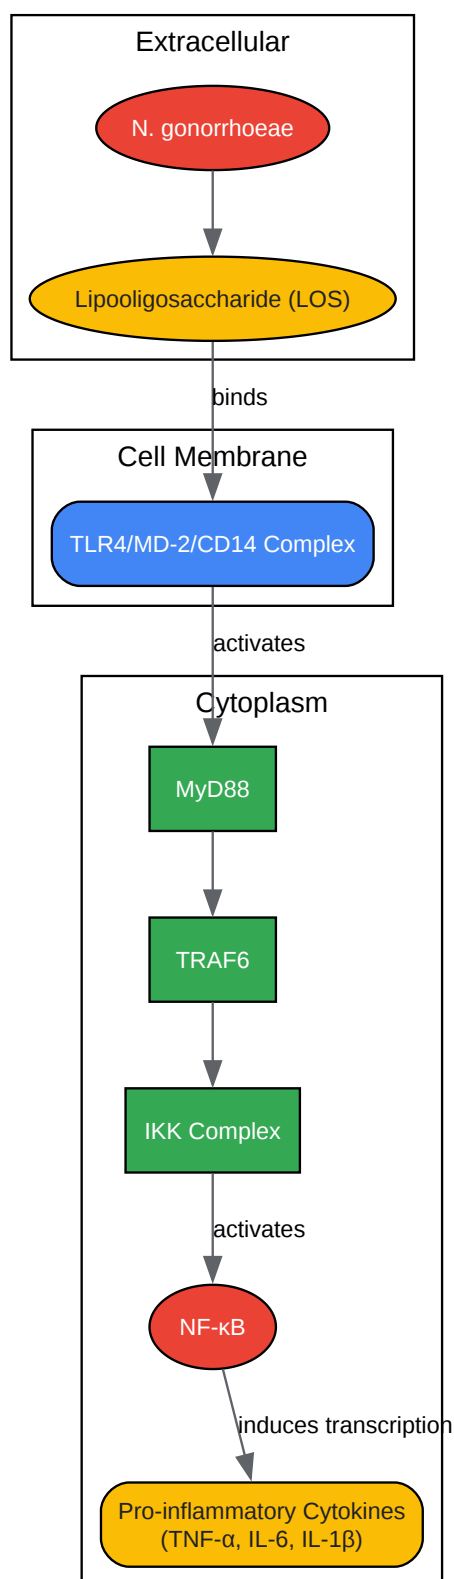 Extracellular
N. gonorrhoeae
Lipooligosaccharide (LOS)
binds
Cell Membrane
TLR4/MD-2/CD14 Complex
activates
Cytoplasm
MyD88
TRAF6
IKK Complex
activates
NF-κB
induces transcription
Pro-inflammatory Cytokines
(TNF-α, IL-6, IL-1β)